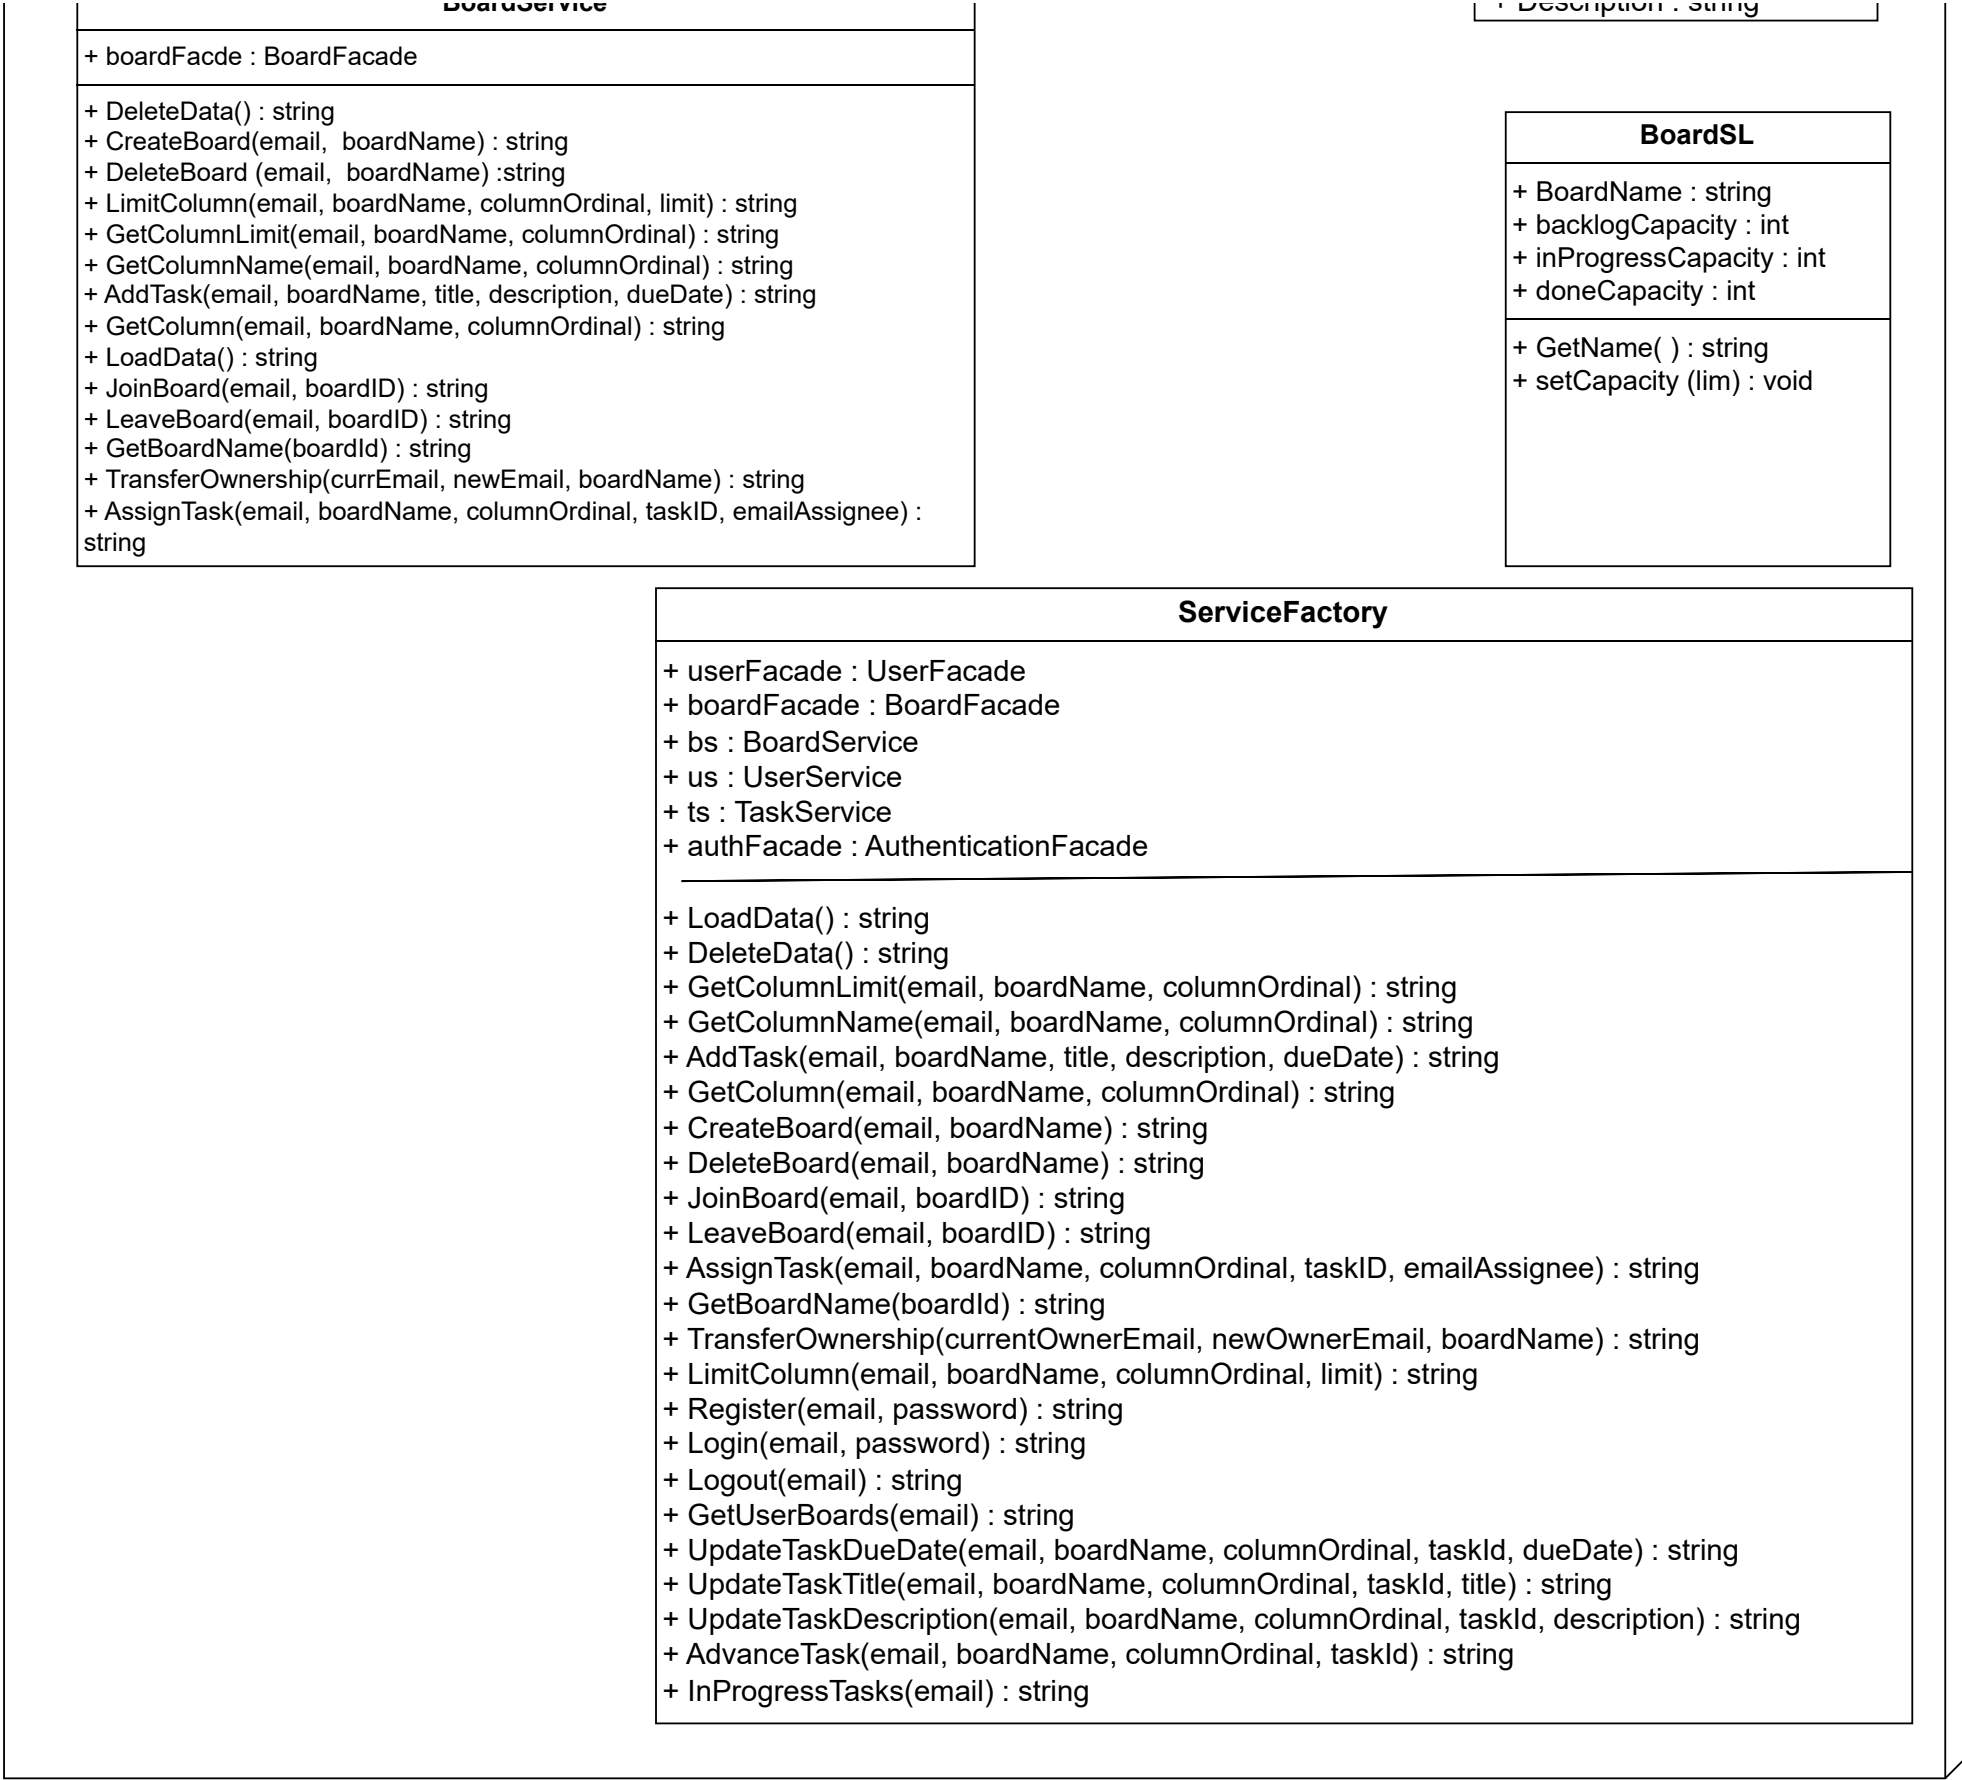 BoardService
+ boardFacde : BoardFacade
+ DeleteData() : string
+ CreateBoard(email,  boardName) : string
+ DeleteBoard (email,  boardName) :string
+ LimitColumn(email, boardName, columnOrdinal, limit) : string
+ GetColumnLimit(email, boardName, columnOrdinal) : string
+ GetColumnName(email, boardName, columnOrdinal) : string
+ AddTask(email, boardName, title, description, dueDate) : string
+ GetColumn(email, boardName, columnOrdinal) : string
+ LoadData() : string
+ JoinBoard(email, boardID) : string
+ LeaveBoard(email, boardID) : string
+ GetBoardName(boardId) : string
+ TransferOwnership(currEmail, newEmail, boardName) : string
+ AssignTask(email, boardName, columnOrdinal, taskID, emailAssignee) :
string
+ Description : string
BoardSL
+ BoardName : string
+ backlogCapacity : int
+ inProgressCapacity : int
+ doneCapacity : int
+ GetName( ) : string
+ setCapacity (lim) : void
ServiceFactory
+ userFacade : UserFacade
+ boardFacade : BoardFacade
+ bs : BoardService
+ us : UserService
+ ts : TaskService
+ authFacade : AuthenticationFacade
+ LoadData() : string
+ DeleteData() : string
+ GetColumnLimit(email, boardName, columnOrdinal) : string
+ GetColumnName(email, boardName, columnOrdinal) : string
+ AddTask(email, boardName, title, description, dueDate) : string
+ GetColumn(email, boardName, columnOrdinal) : string
+ CreateBoard(email, boardName) : string
+ DeleteBoard(email, boardName) : string
+ JoinBoard(email, boardID) : string
+ LeaveBoard(email, boardID) : string
+ AssignTask(email, boardName, columnOrdinal, taskID, emailAssignee) : string
+ GetBoardName(boardId) : string
+ TransferOwnership(currentOwnerEmail, newOwnerEmail, boardName) : string
+ LimitColumn(email, boardName, columnOrdinal, limit) : string
+ Register(email, password) : string
+ Login(email, password) : string
+ Logout(email) : string
+ GetUserBoards(email) : string
+ UpdateTaskDueDate(email, boardName, columnOrdinal, taskId, dueDate) : string
+ UpdateTaskTitle(email, boardName, columnOrdinal, taskId, title) : string
+ UpdateTaskDescription(email, boardName, columnOrdinal, taskId, description) : string
+ AdvanceTask(email, boardName, columnOrdinal, taskId) : string
+ InProgressTasks(email) : string